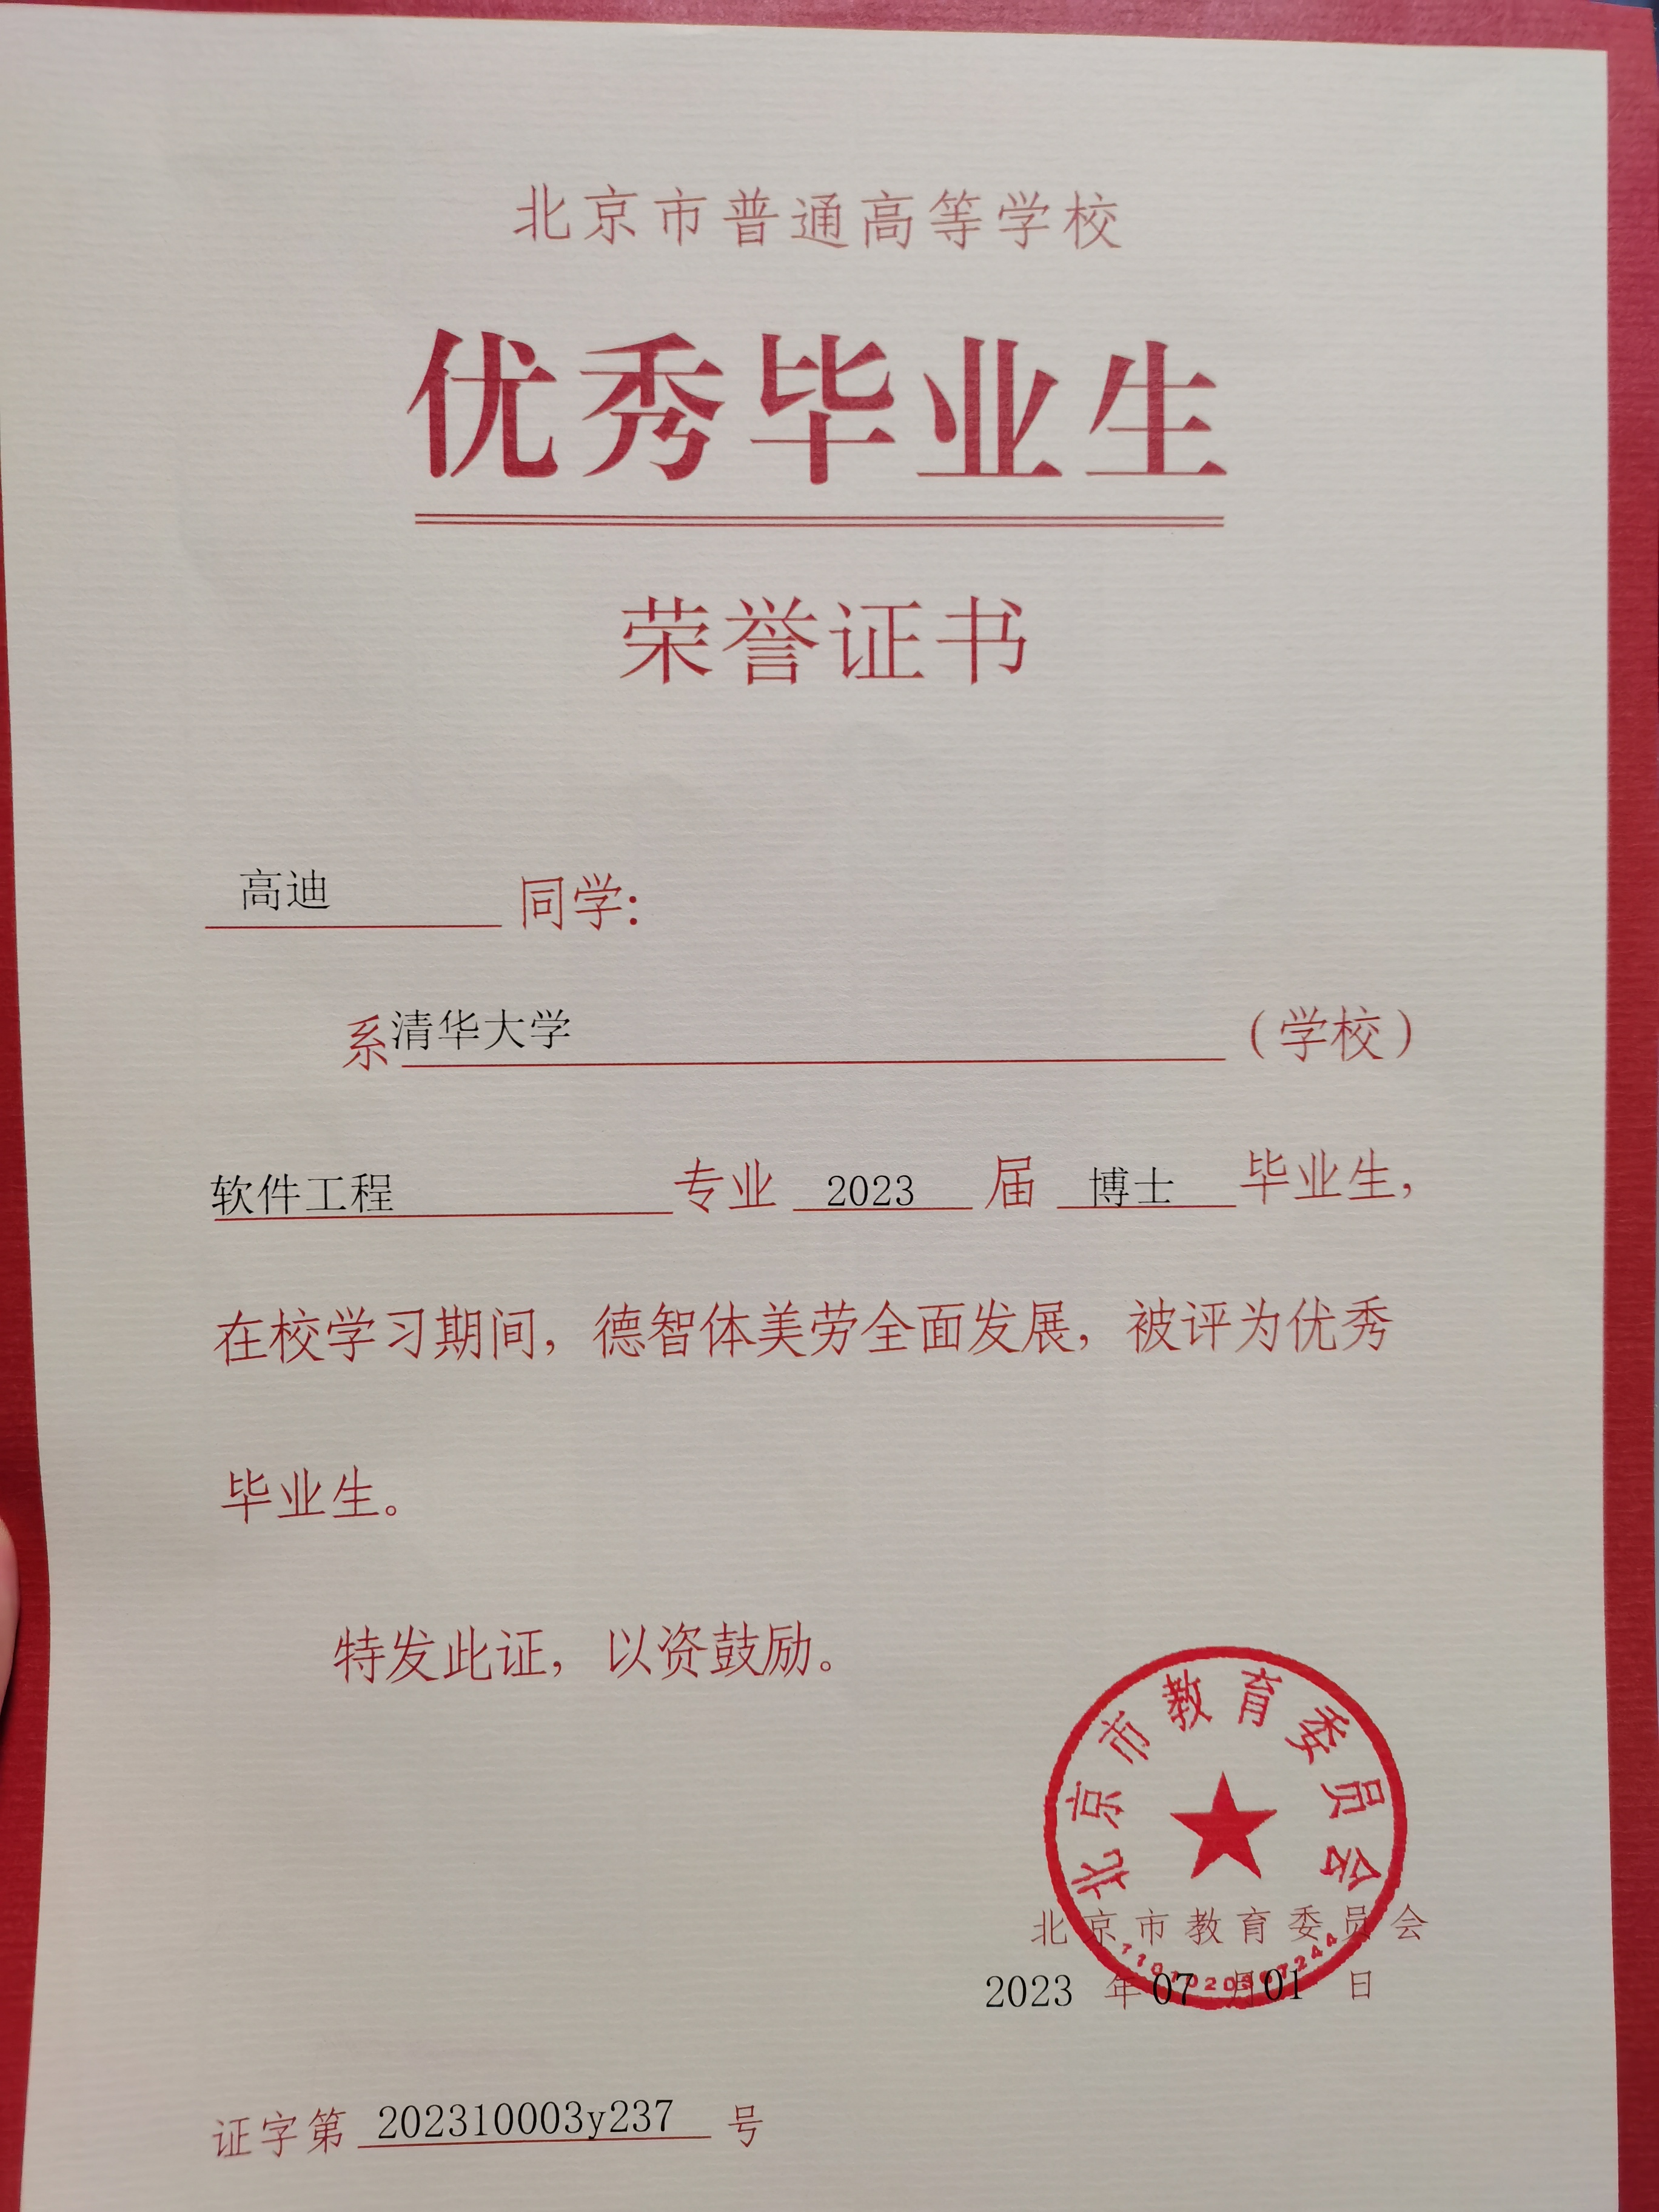 北京市普通高等学校
优秀毕业生
荣誉证书
高迪 同学:
系清华大学 (学校)
软件工程 专业 2023 届 博士 毕业生,
在校学习期间, 德智体美劳全面发展, 被评为优秀
毕业生。
特发此证, 以资鼓励。
北京市教育委员会
北京市教育委员会
2023 年 07 月 01 日
证字第 202310003y237 号